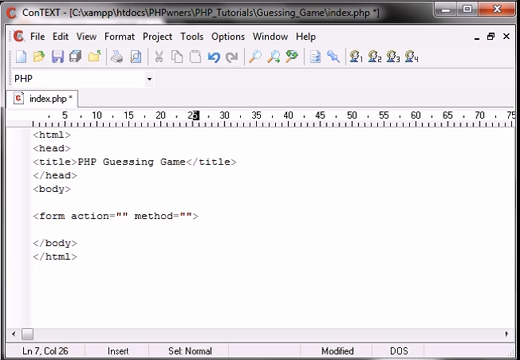 ConTEXT - [C:\xampp\htdocs\PHPwners\PHP_Tutorials\Guessing_Game\index.php *]
File Edit View Format Project Tools Options Window Help
PHP
index.php *
5 10 15 20 25 30 35 40 45 50 55 60 65 70 75
<html>
<head>
<title>PHP Guessing Game</title>
</head>
<body>
<form action="" method="">
</body>
</html>
Ln 7, Col 26 Insert Sel: Normal Modified DOS